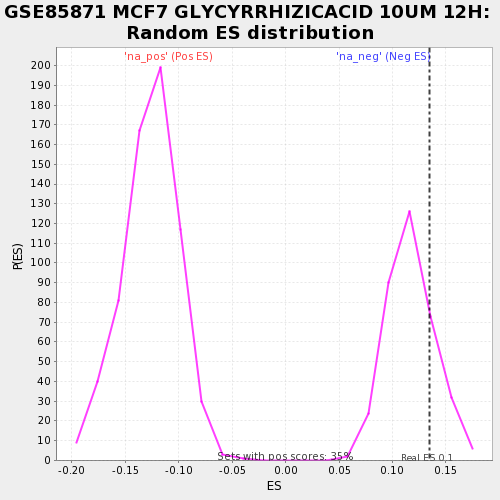 GSE85871 MCF7 GLYCYRRHIZICACID 10UM 12H:
Random ES distribution
'na_pos' (Pos ES)
'na_neg' (Neg ES)
200
190
180
170
160
150
140
130
120
110
100
90
80
70
60
50
40
30
20
10
0
P(ES)
Sets with pos scores: 35%
Real ES 0.1
-0.20 -0.15 -0.10 -0.05 0.00 0.05 0.10 0.15
ES